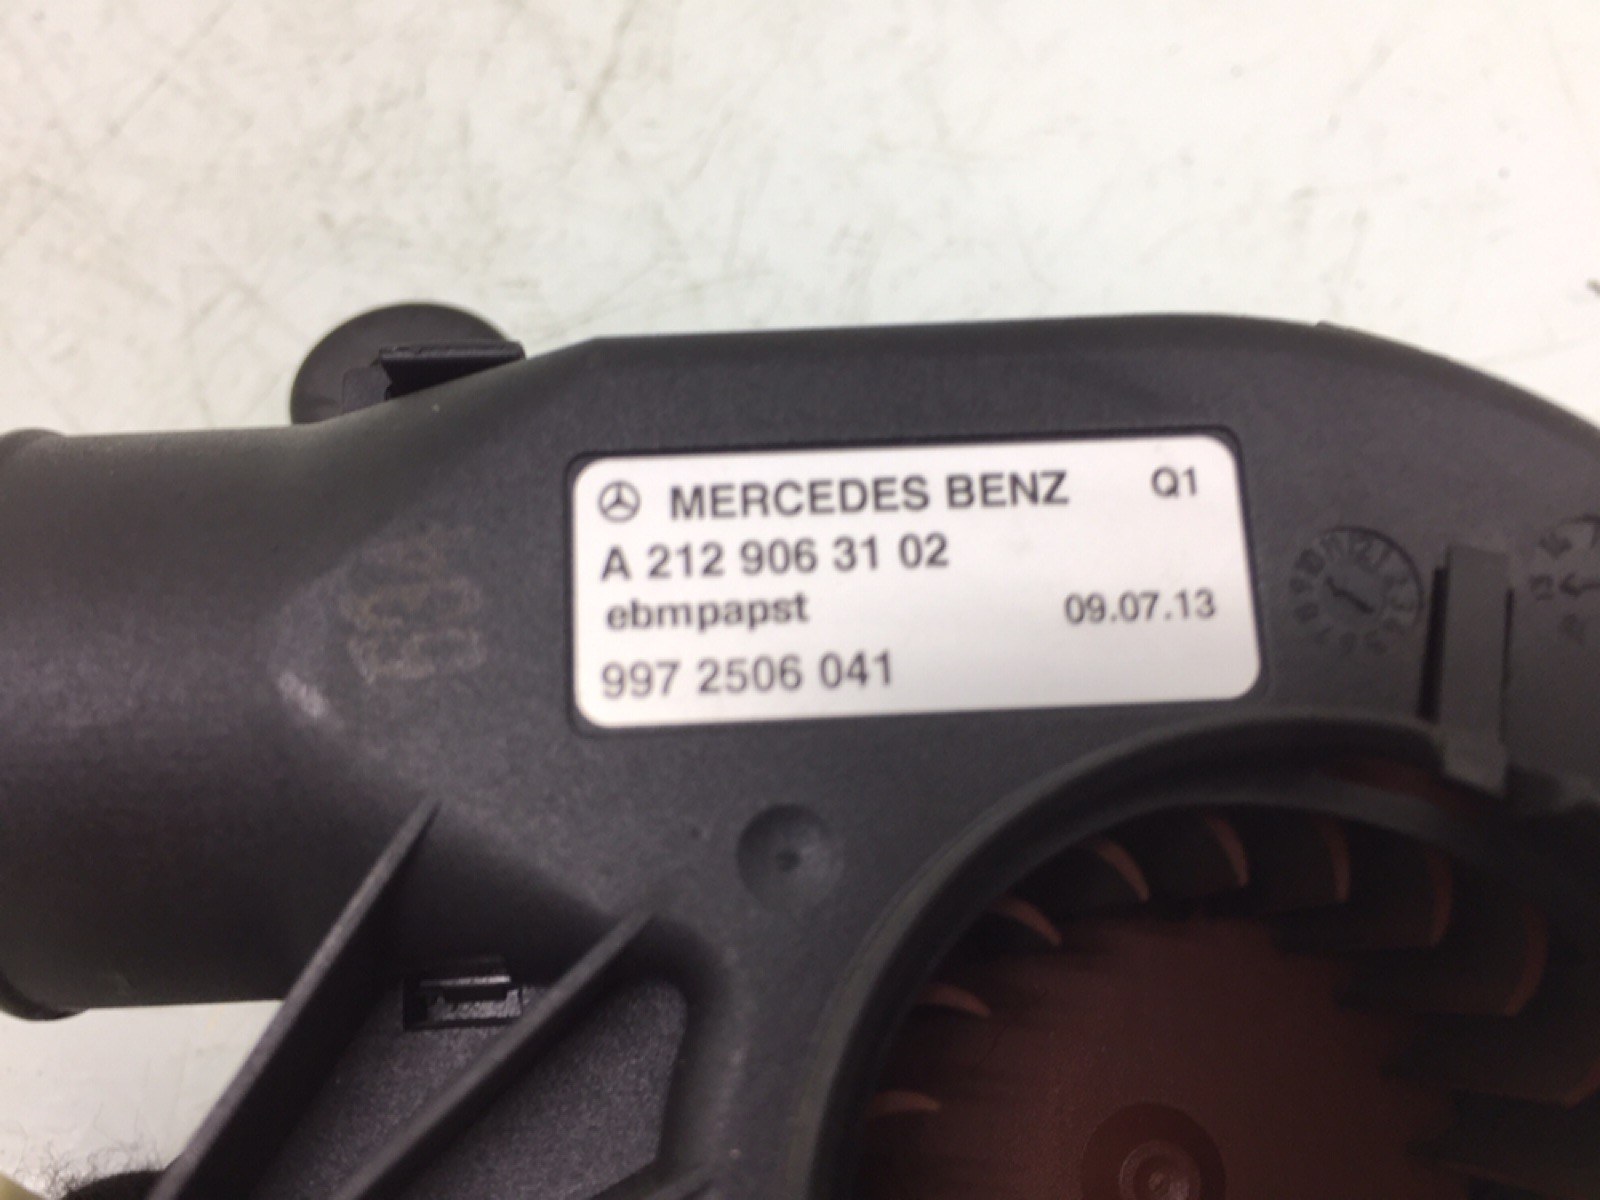 MERCEDES BENZ Q1
A 212 906 31 02
ebmpapst 09.07.13
997 2506 041